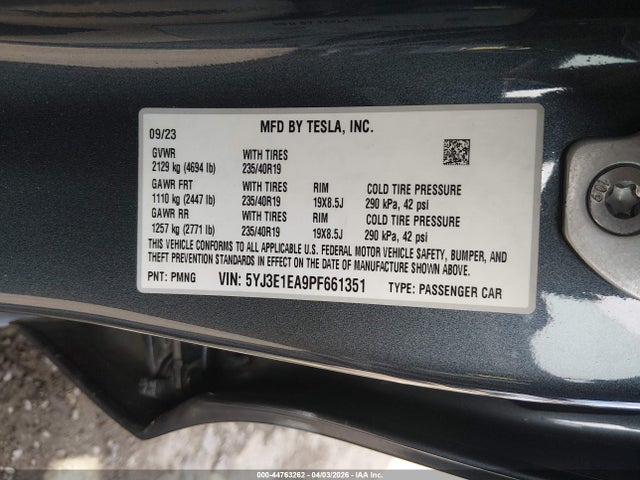 MFD BY TESLA, INC.
09/23
MFD BY TESLA, INC.
GVWR WITH TIRES
2129 kg (4694 lb) 235/40R19
GAWR FRT WITH TIRES RIM COLD TIRE PRESSURE
1110 kg (2447 lb) 235/40R19 19X8.5J 290 kPa, 42 psi
GAWR RR WITH TIRES RIM COLD TIRE PRESSURE
1257 kg (2771 lb) 235/40R19 19X8.5J 290 kPa, 42 psi
THIS VEHICLE CONFORMS TO ALL APPLICABLE U.S. FEDERAL MOTOR VEHICLE SAFETY, BUMPER, AND
THEFT PREVENTION STANDARDS IN EFFECT ON THE DATE OF MANUFACTURE SHOWN ABOVE.
PNT: PMNG VIN: 5YJ3E1EA9PF661351 TYPE: PASSENGER CAR
000-44763262 - 04/03/2026 - IAA Inc.